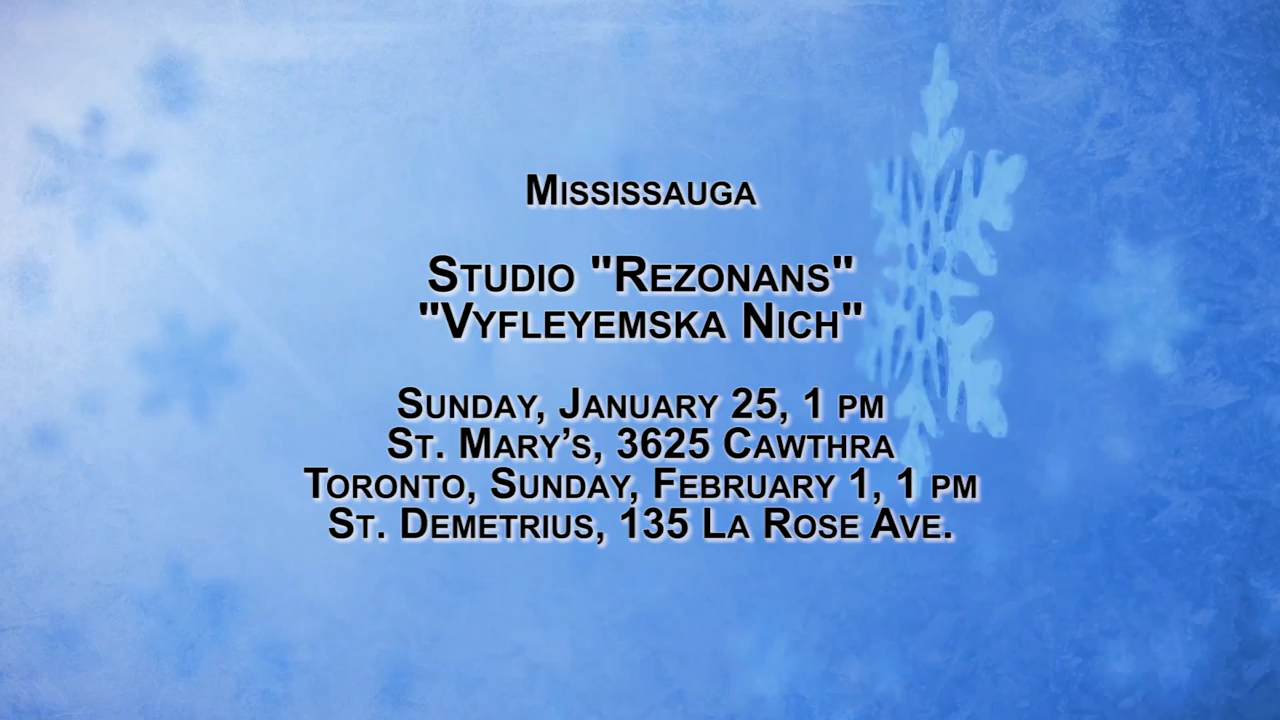 Mississauga
Studio "Rezonans"
"Vyfleyemska Nich"
Sunday, January 25, 1 pm
St. Mary’s, 3625 Cawthra
Toronto, Sunday, February 1, 1 pm
St. Demetrius, 135 La Rose Ave.